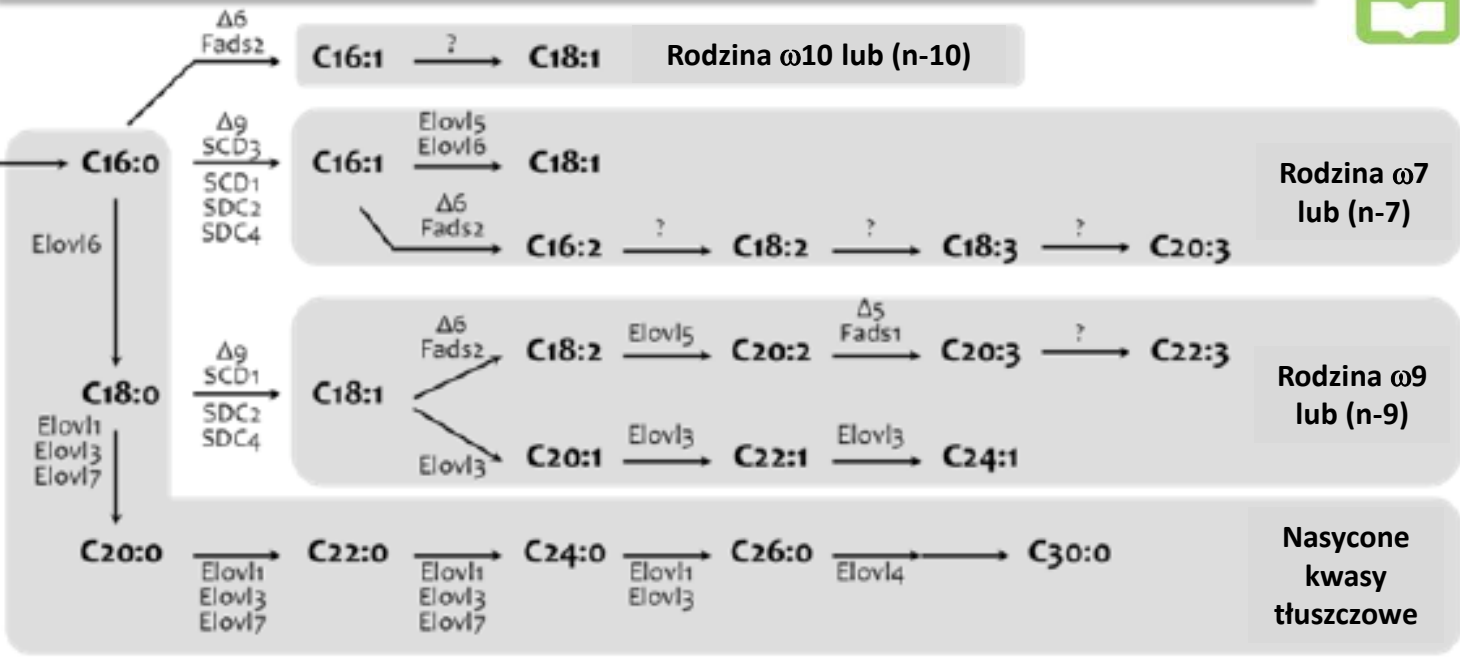 Δ6
Fads2
C16:1 ? C18:1 Rodzina ω10 lub (n-10)
Δ9
SCD3
C16:0
SCD1
SDC2
SDC4
Elovl5
Elovl6
C16:1 C18:1
Δ6
Fads2
C16:2 ? C18:2 ? C18:3 ? C20:3
Rodzina ω7
lub (n-7)
Elovl6
Δ9
SCD1
C18:0
SDC2
SDC4
C18:1
Δ6
Fads2
C18:2 Elovl5 C20:2
Δ5
Fads1
C20:3 ? C22:3
Elovl3 C20:1 Elovl3 C22:1 Elovl3 C24:1
Rodzina ω9
lub (n-9)
Elovl1
Elovl3
Elovl7
C20:0
Elovl1
Elovl3
Elovl7
C22:0
Elovl1
Elovl3
Elovl7
C24:0
Elovl1
Elovl3
C26:0
Elovl4
C30:0
Nasycone
kwasy
tłuszczowe